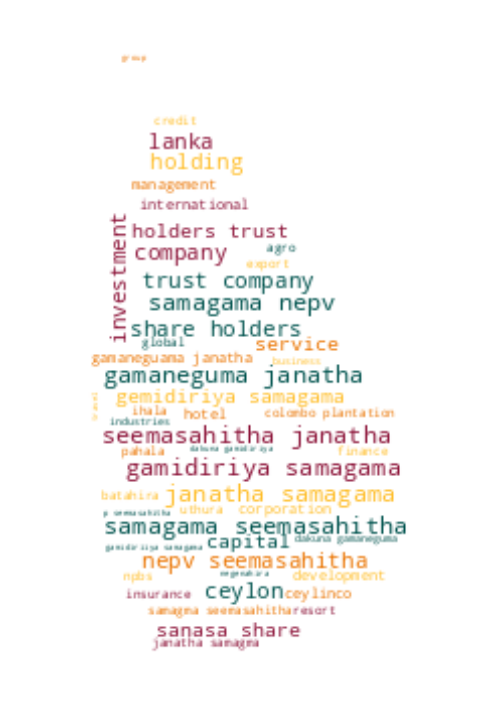 group
credit
lanka
holding
management
international
investment
holders trust
company
agro
export
trust company
samagama nepv
share holders
global
service
gamaneguama janatha
business
gamaneguma janatha
gemidiriya samagama
ihala
hotel
colombo plantation
industries
seemasahitha janatha
pahala
dakuna gamidiriya
finance
gamidiriya samagama
batahira
janatha samagama
p seemasahitha
uthura
corporation
samagama seemasahitha
gamidiriya samagama
capital
dakuna gamaneguma
nepv seemasahitha
npbs
negenahira
development
insurance
ceylon
ceylinco
samagma seemasahitha
resort
sanasa share
janatha samagma